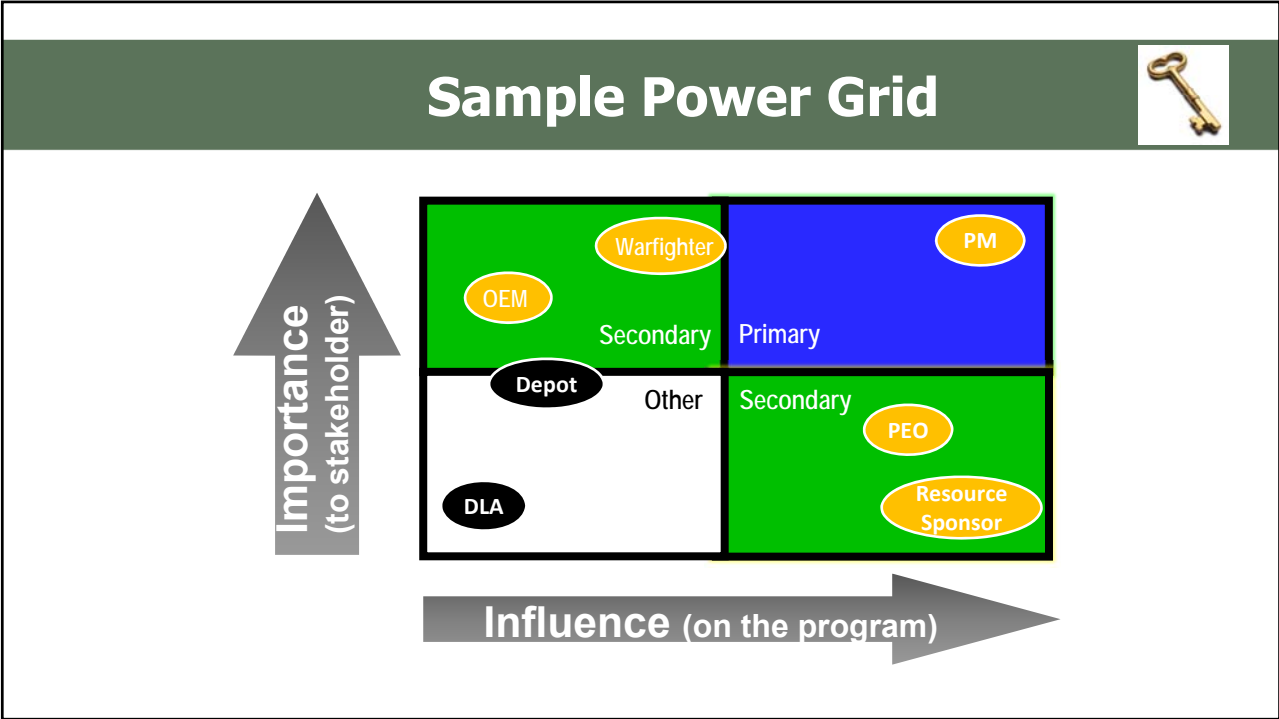 Sample Power Grid
Importance
(to stakeholder)
Warfighter
PM
OEM
Secondary
Primary
Depot
Other
Secondary
PEO
DLA
Resource
Sponsor
Influence (on the program)